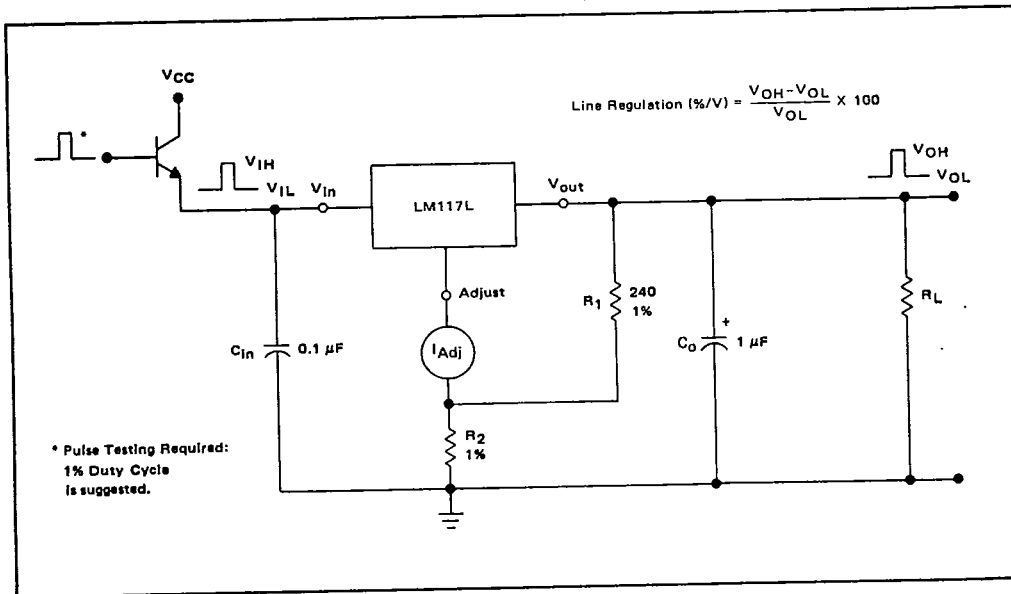 VCC
Line Regulation (%/V) = VOH-VOL / VOL X 100
*
VIH
VIL
Vin
LM117L
Vout
VOH
VOL
Adjust
R1
240
1%
RL
Cin
0.1 μF
IAdj
CO
+
1 μF
R2
1%
* Pulse Testing Required:
1% Duty Cycle
is suggested.